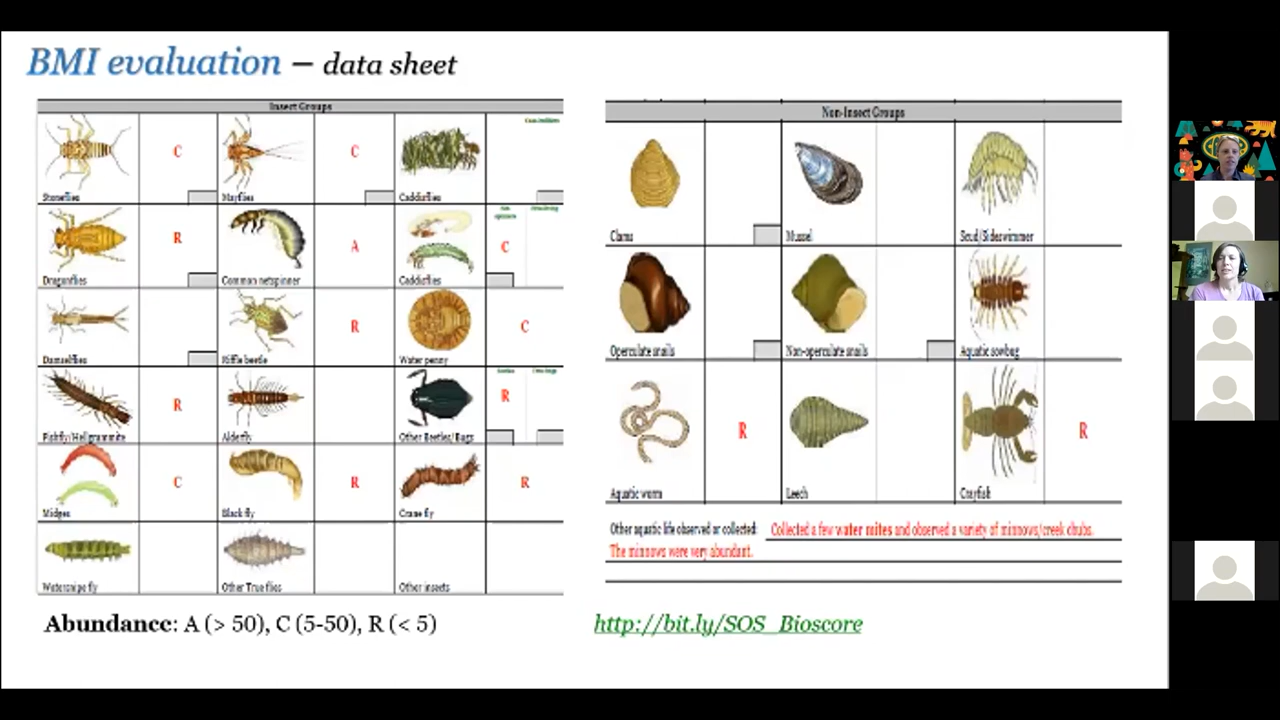 BMI evaluation – data sheet
Insect Groups
C C
Stoneflies Mayflies Caddisflies
R A C
Dragonflies Common netspinner Caddisflies
R C
Damselflies Riffle beetle Water penny
R R
Fishfly/Hellgrammite Alderfly Other Beetles/Bugs
C R R
Midges Black fly Crane fly
Watersnipe fly Other True flies Other insects
Abundance: A (> 50), C (5-50), R (< 5)
Non-Insect Groups
Clams Mussel Scud/Sideswimmer
Operculate snails Non-operculate snails Aquatic sowbug
R R
Aquatic worm Leech Crayfish
Other aquatic life observed or collected: Collected a few water mites and observed a variety of minnows/creek chubs.
The minnows were very abundant.
http://bit.ly/SOS_Bioscore